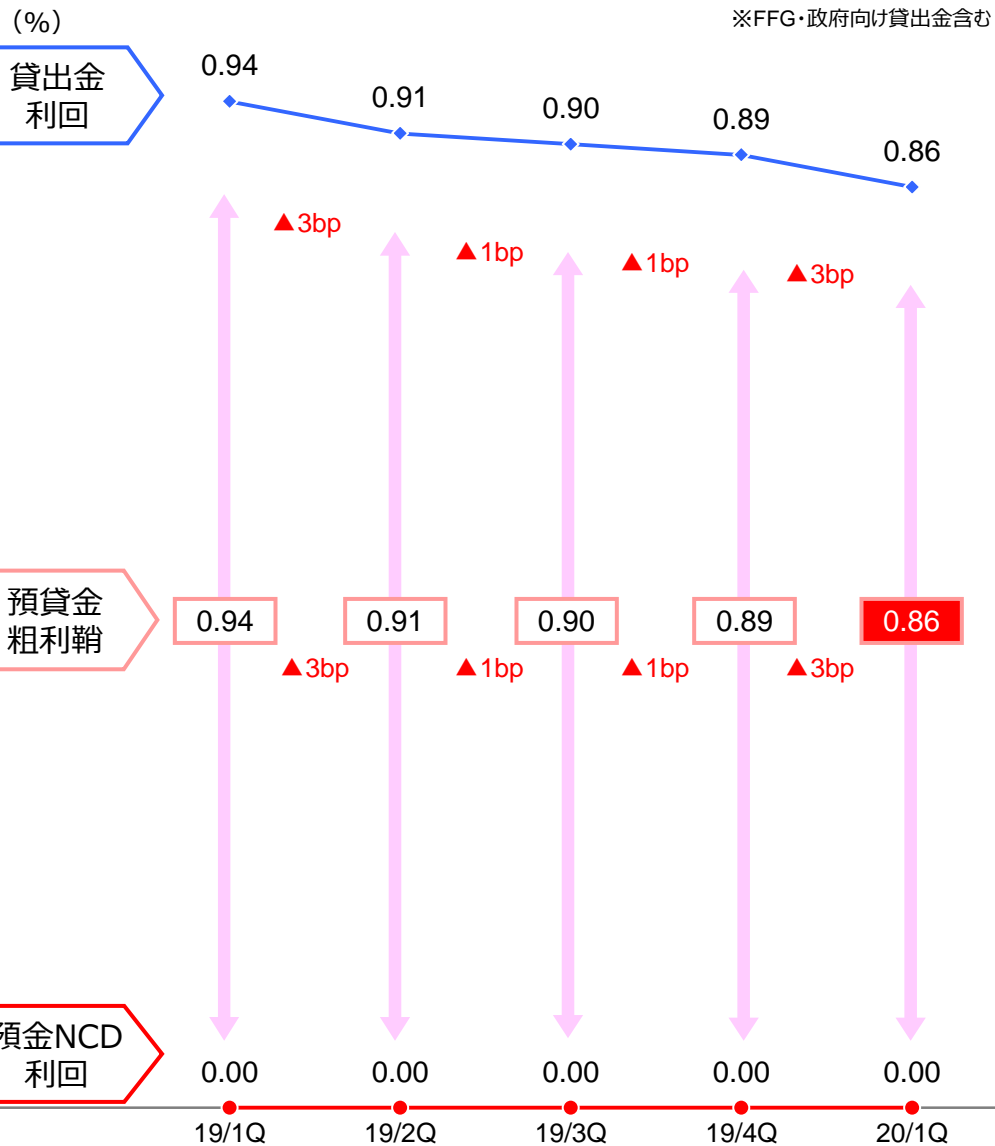 (%)
※FFG・政府向け貸出金含む
貸出金
利回
0.94
0.91
0.90
0.89
0.86
▲3bp
▲1bp
▲1bp
▲3bp
預貸金
粗利鞘
0.94
0.91
0.90
0.89
0.86
▲3bp
▲1bp
▲1bp
▲3bp
預金NCD
利回
0.00
0.00
0.00
0.00
0.00
19/1Q
19/2Q
19/3Q
19/4Q
20/1Q